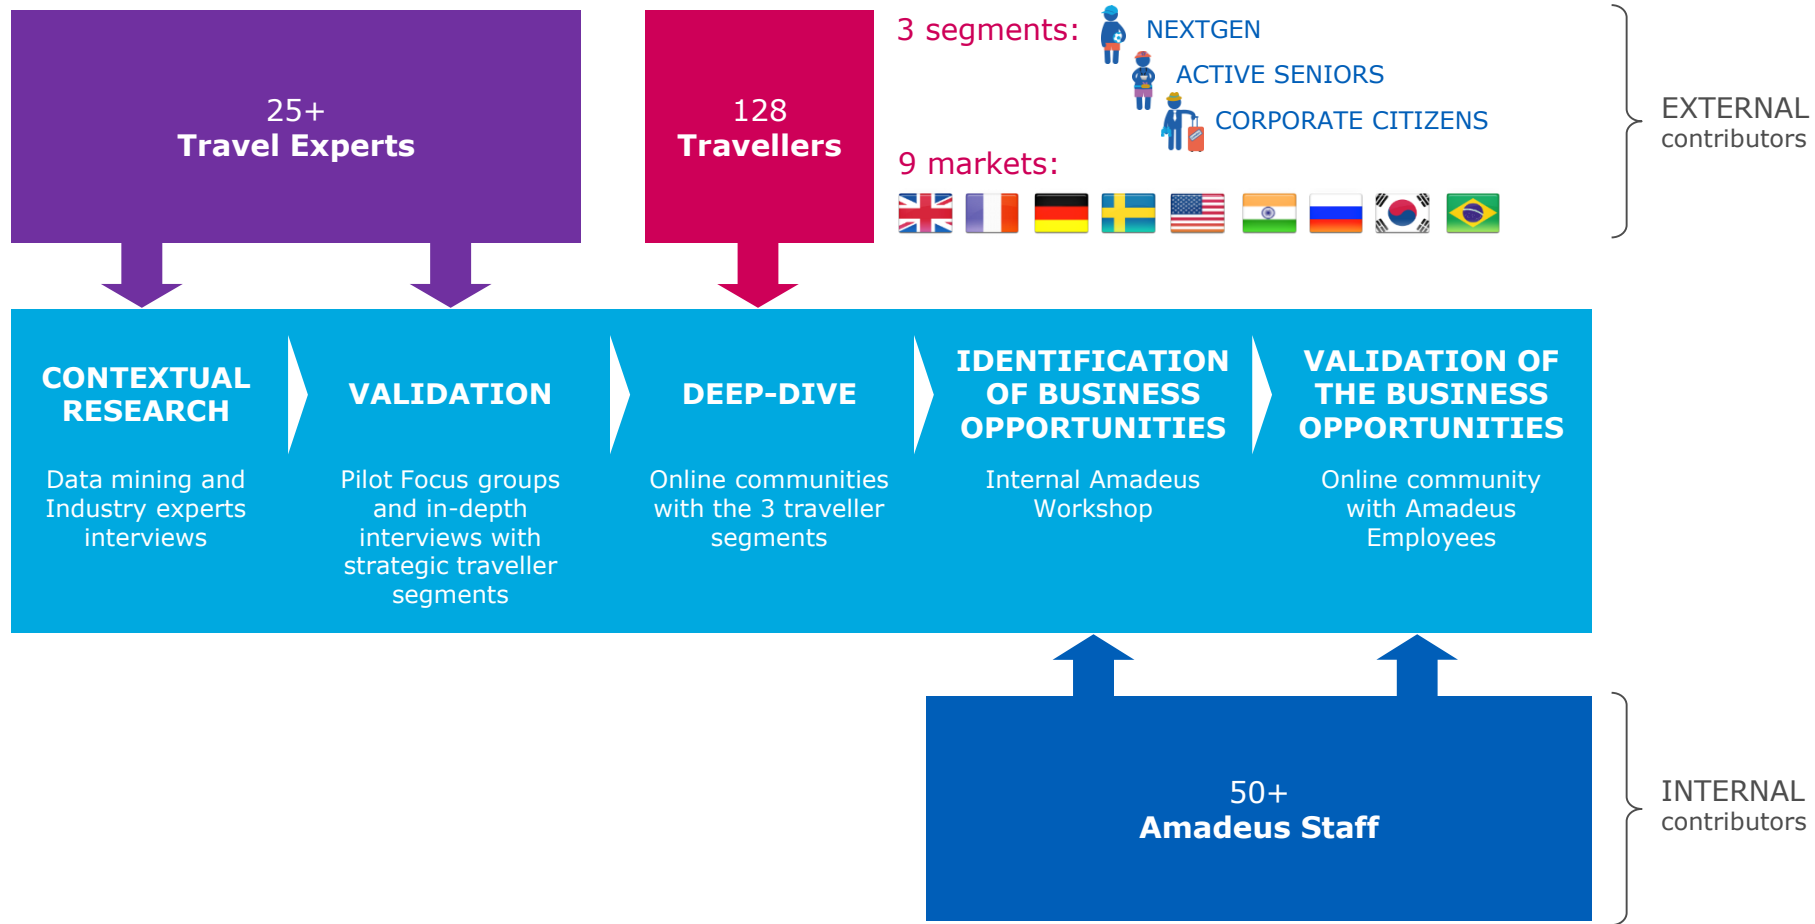 25+
Travel Experts
128
Travellers
3 segments:
NEXTGEN
ACTIVE SENIORS
CORPORATE CITIZENS
9 markets:
EXTERNAL
contributors
CONTEXTUAL
RESEARCH
Data mining and
Industry experts
interviews
VALIDATION
Pilot Focus groups
and in-depth
interviews with
strategic traveller
segments
DEEP-DIVE
Online communities
with the 3 traveller
segments
IDENTIFICATION
OF BUSINESS
OPPORTUNITIES
Internal Amadeus
Workshop
VALIDATION OF
THE BUSINESS
OPPORTUNITIES
Online community
with Amadeus
Employees
50+
Amadeus Staff
INTERNAL
contributors